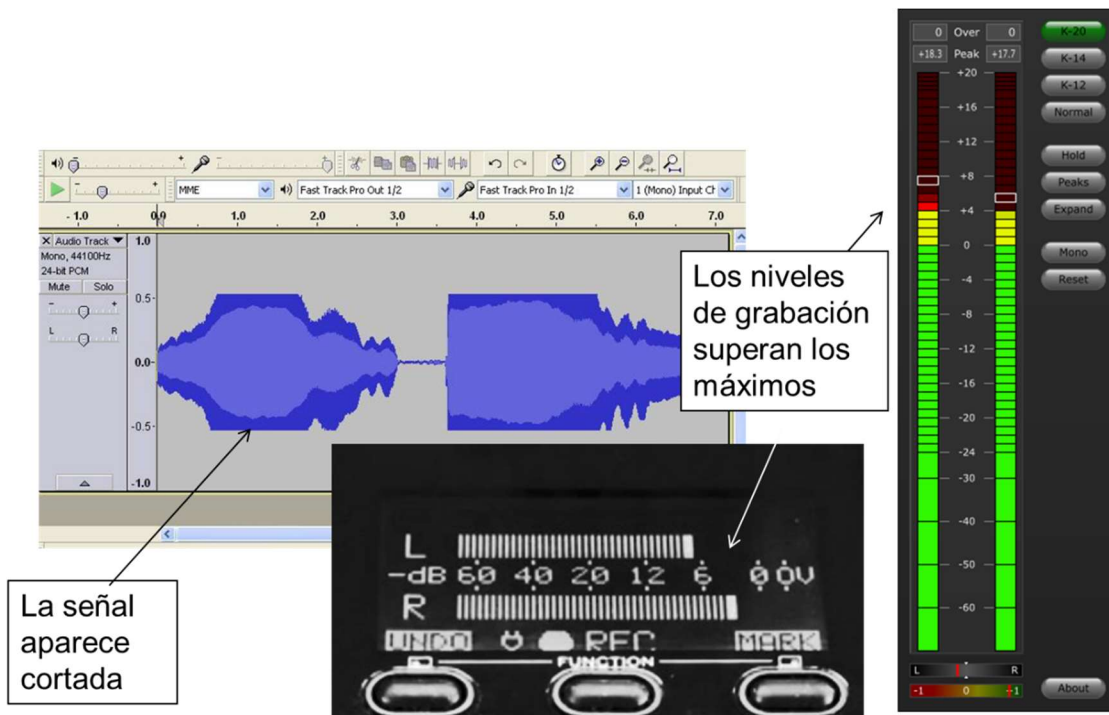 MME
Fast Track Pro Out 1/2
Fast Track Pro In 1/2
1 (Mono) Input Ch
- 1.0 0.0 1.0 2.0 3.0 4.0 5.0 6.0 7.0
X Audio Track
Mono, 44100Hz
24-bit PCM
Mute Solo
- +
L R
1.0
0.5
0.0
-0.5
-1.0
La señal
aparece
cortada
Los niveles
de grabación
superan los
máximos
L
-dB 60 40 20 12 6 0 OV
R
UNDO REC MARK
FUNCTION
0 Over 0
+18.3 Peak +17.7
+20
+16
+12
+8
+4
0
-4
-8
-12
-16
-20
-24
-30
-40
-50
-60
L R
-1 0 +1
K-20
K-14
K-12
Normal
Hold
Peaks
Expand
Mono
Reset
About